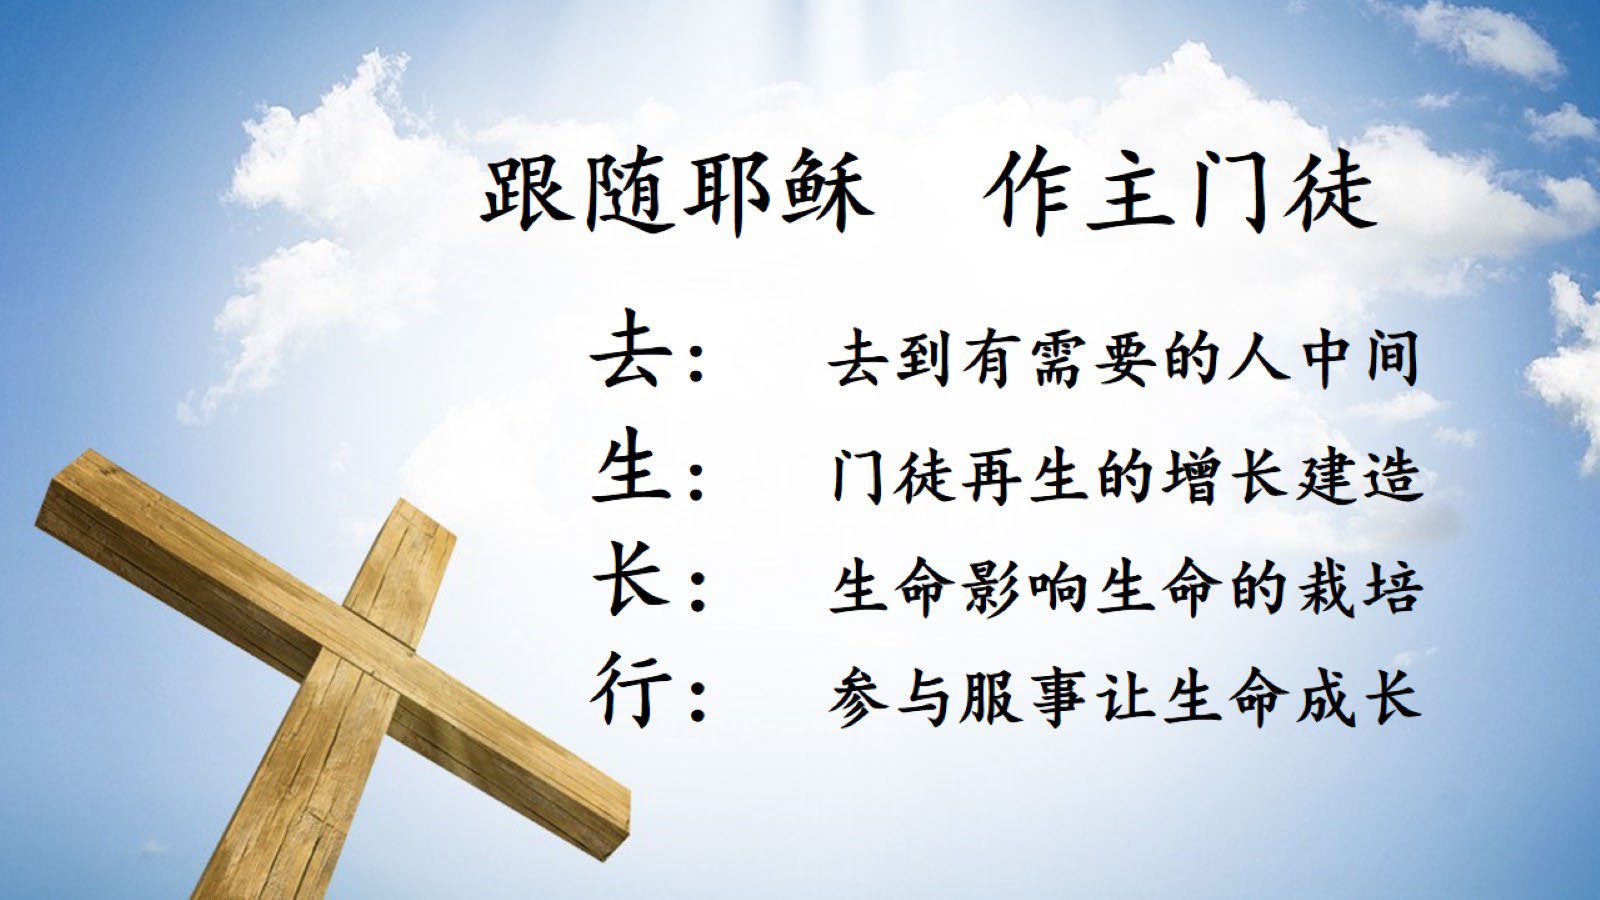 跟随耶稣 作主门徒
去： 去到有需要的人中间
生： 门徒再生的增长建造
长： 生命影响生命的栽培
行： 参与服事让生命成长